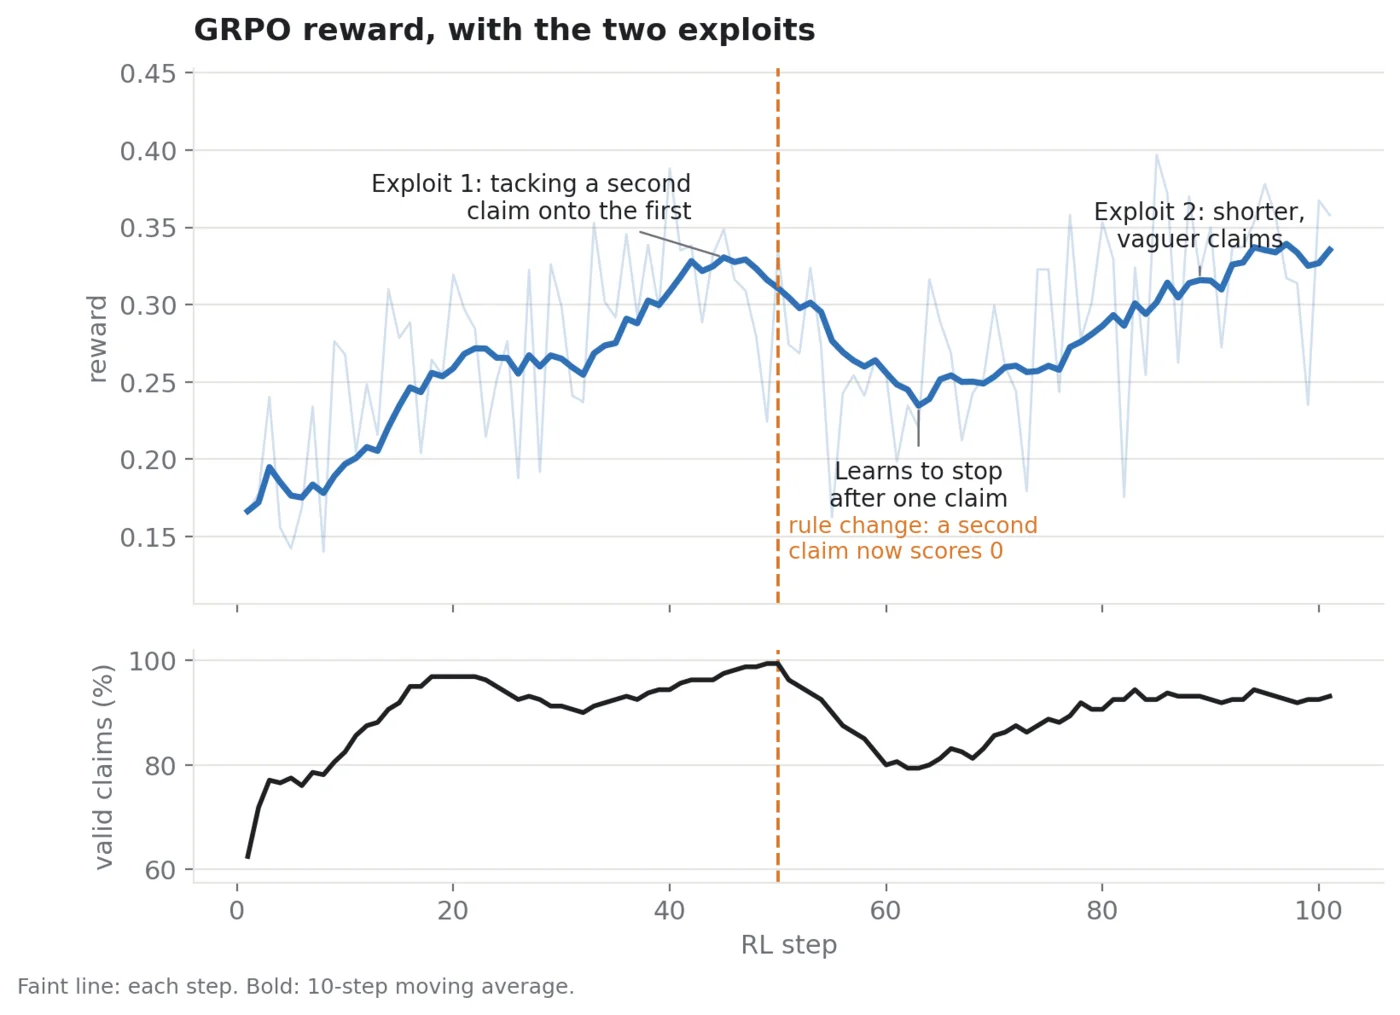 GRPO reward, with the two exploits
0.45
0.40
0.35
0.30
0.25
0.20
0.15
reward
Exploit 1: tacking a second
claim onto the first
Exploit 2: shorter,
vaguer claims
Learns to stop
after one claim
rule change: a second
claim now scores 0
100
80
60
valid claims (%)
0
20
40
60
80
100
RL step
Faint line: each step. Bold: 10-step moving average.